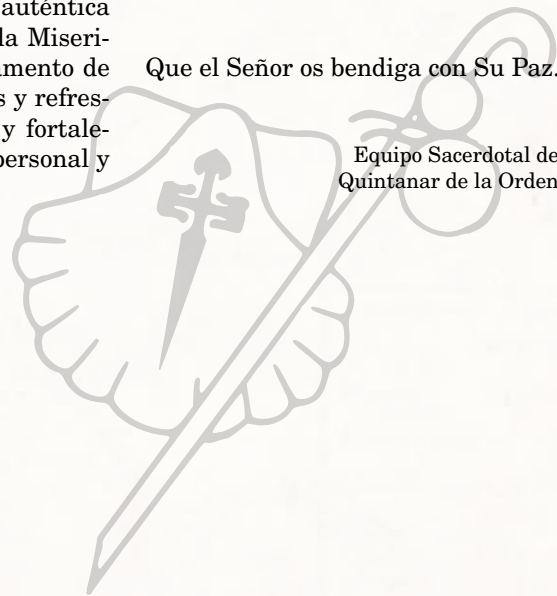 auténtica
la Miseri-
amento de
s y refres-
y fortale-
personal y
Que el Señor os bendiga con Su Paz.
Equipo Sacerdotal de
Quintanar de la Orden